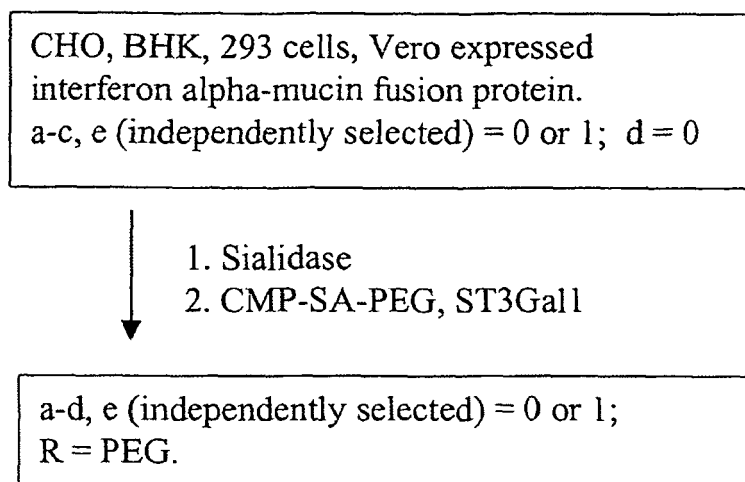 CHO, BHK, 293 cells, Vero expressed
interferon alpha-mucin fusion protein.
a-c, e (independently selected) = 0 or 1; d = 0
1. Sialidase
2. CMP-SA-PEG, ST3Gal1
a-d, e (independently selected) = 0 or 1;
R = PEG.